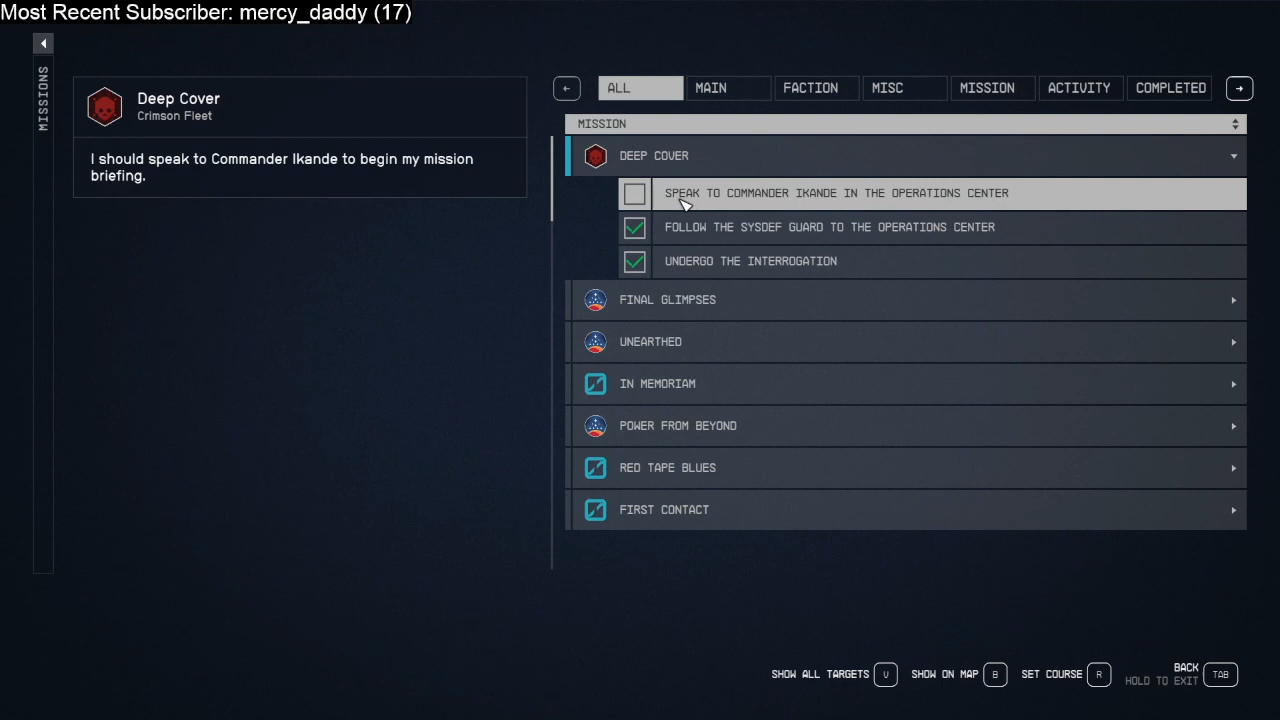 Most Recent Subscriber: mercy_daddy (17)
MISSIONS
Deep Cover
Crimson Fleet
I should speak to Commander Ikande to begin my mission
briefing.
ALL
MAIN
FACTION
MISC
MISSION
ACTIVITY
COMPLETED
MISSION
DEEP COVER
SPEAK TO COMMANDER IKANDE IN THE OPERATIONS CENTER
FOLLOW THE SYSDEF GUARD TO THE OPERATIONS CENTER
UNDERGO THE INTERROGATION
FINAL GLIMPSES
UNEARTHED
IN MEMORIAM
POWER FROM BEYOND
RED TAPE BLUES
FIRST CONTACT
SHOW ALL TARGETS V
SHOW ON MAP B
SET COURSE R
BACK
HOLD TO EXIT TAB